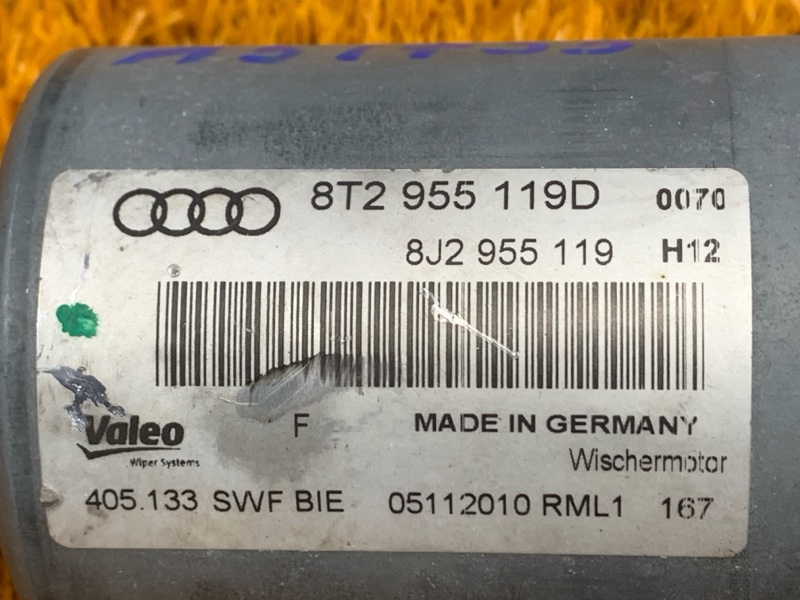 8T2 955 119D 0070
8J2 955 119 H12
Valeo F MADE IN GERMANY
Wiper Systems Wischermotor
405.133 SWF BIE 05112010 RML1 167